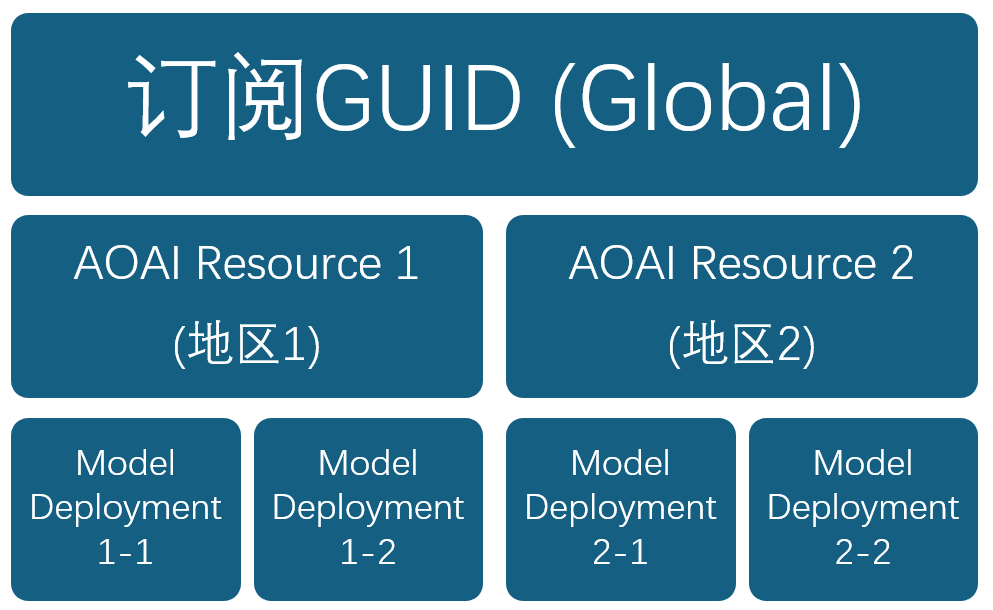 订阅GUID (Global)
AOAI Resource 1
(地区1)
AOAI Resource 2
(地区2)
Model
Deployment
1-1
Model
Deployment
1-2
Model
Deployment
2-1
Model
Deployment
2-2